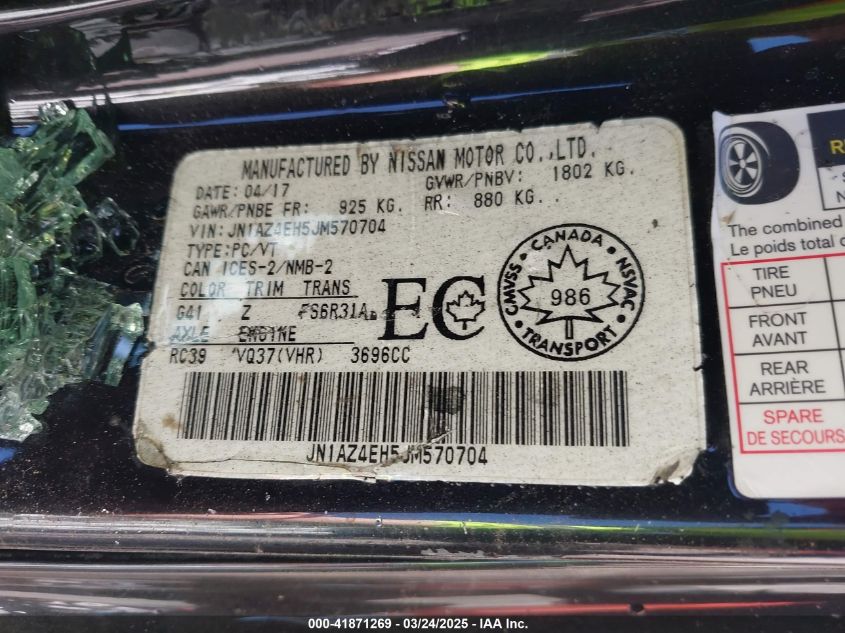 MANUFACTURED BY NISSAN MOTOR CO.,LTD.
DATE: 04/17 GVWR/PNBV: 1802 KG.
GAWR/PNBE FR: 925 KG. RR: 880 KG.
VIN: JN1AZ4EH5JM570704
TYPE:PC/VT
CAN ICES-2/NMB-2
COLOR TRIM TRANS
G41 Z FS6R31A
AXLE ENGINE
RC39 VQ37(VHR) 3696CC
EC
CANADA
CMVSS
NSVAC
986
TRANSPORT
JN1AZ4EH5JM570704
The combined
Le poids total
TIRE
PNEU
FRONT
AVANT
REAR
ARRIÈRE
SPARE
DE SECOURS
00-41871269 - 03/24/2025 - IAA Inc.